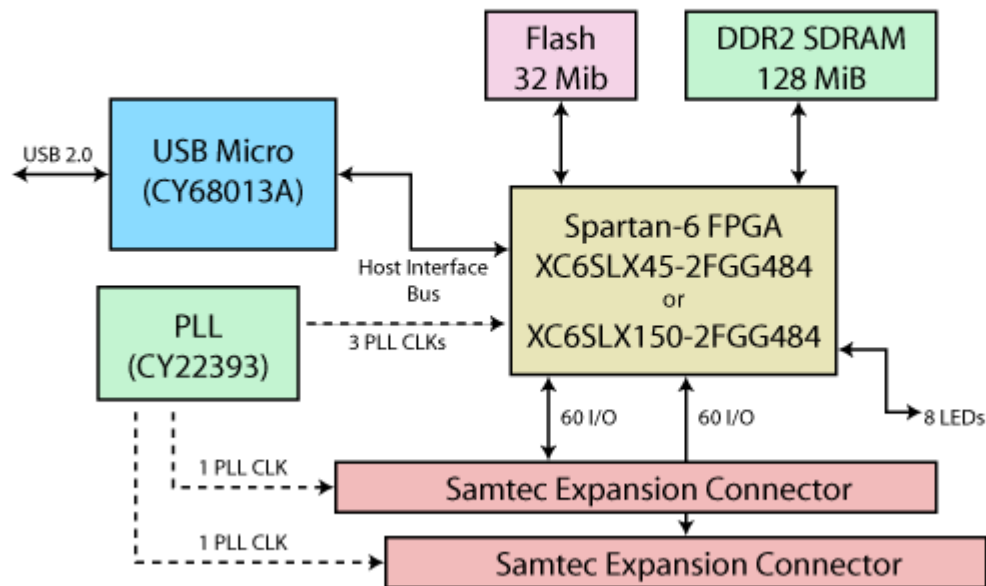 Flash
32 Mib
DDR2 SDRAM
128 MiB
USB 2.0
USB Micro
(CY68013A)
Host Interface
Bus
Spartan-6 FPGA
XC6SLX45-2FGG484
or
XC6SLX150-2FGG484
PLL
(CY22393)
3 PLL CLKs
60 I/O
60 I/O
8 LEDs
1 PLL CLK
Samtec Expansion Connector
1 PLL CLK
Samtec Expansion Connector